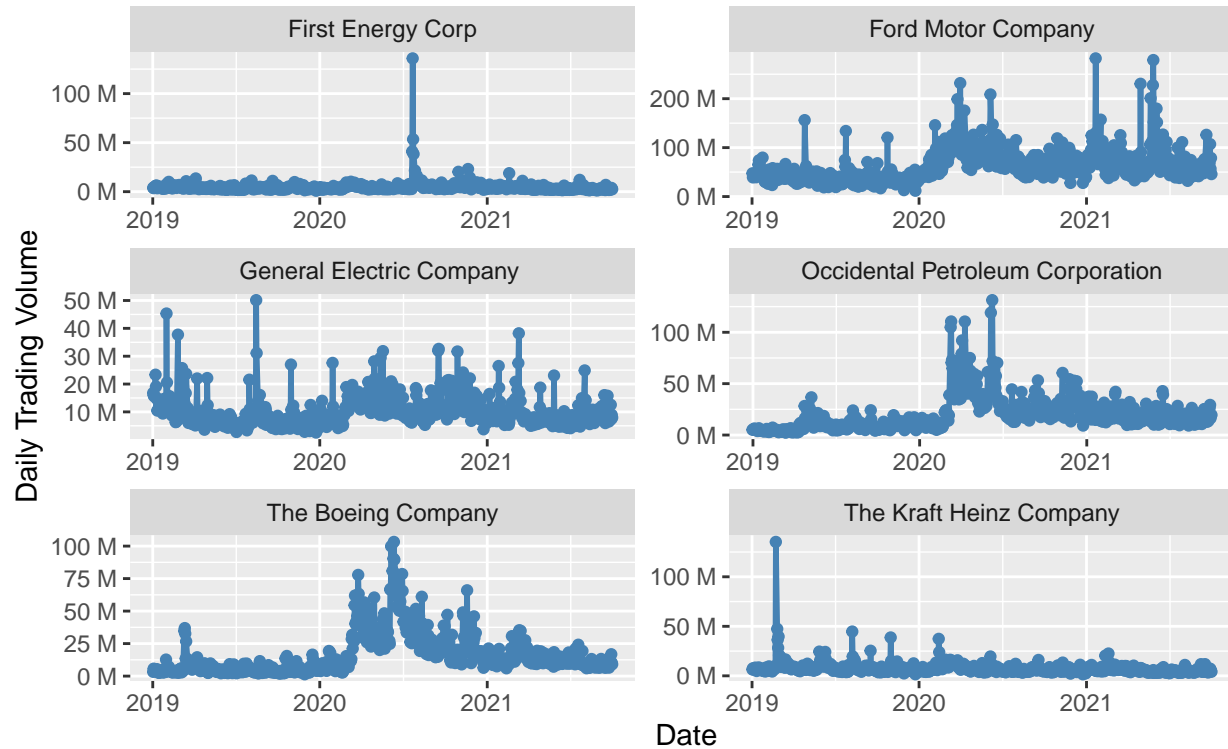 First Energy Corp
100 M
50 M
0 M
2019 2020 2021
Ford Motor Company
200 M
100 M
0 M
2019 2020 2021
General Electric Company
50 M
40 M
30 M
20 M
10 M
2019 2020 2021
Occidental Petroleum Corporation
100 M
50 M
0 M
2019 2020 2021
The Boeing Company
100 M
75 M
50 M
25 M
0 M
2019 2020 2021
The Kraft Heinz Company
100 M
50 M
0 M
2019 2020 2021
Daily Trading Volume
Date